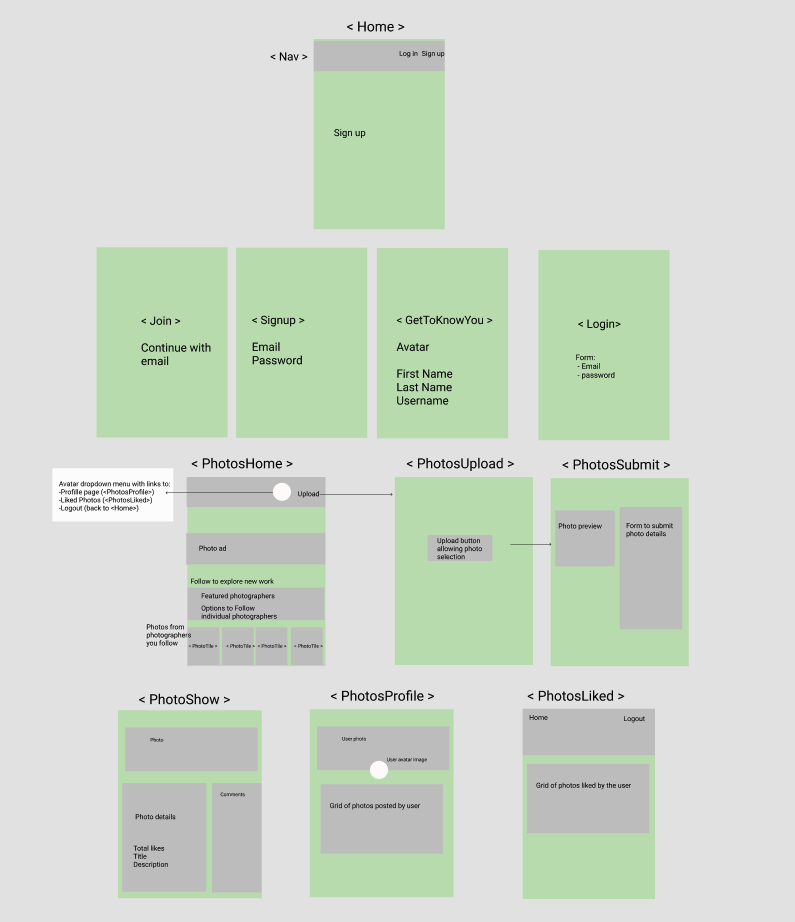 < Home >
< Nav >
Log in Sign up
Sign up
< Join >
Continue with
email
< Signup >
Email
Password
< GetToKnowYou >
Avatar
First Name
Last Name
Username
< Login>
Form:
- Email
- password
< PhotosHome >
Avatar dropdown menu with links to:
-Profille page (<PhotosProfile>)
-Liked Photos (<PhotosLiked>)
-Logout (back to <Home>)
Upload
Photo ad
Follow to explore new work
Featured photographers
Options to Follow
individual photographers
Photos from
photographers
you follow
< PhotoTile >
< PhotoTile >
< PhotoTile >
< PhotoTile >
< PhotosUpload >
Upload button
allowing photo
selection
< PhotosSubmit >
Photo preview
Form to submit
photo details
< PhotoShow >
Photo
Photo details
Total likes
Title
Description
Comments
< PhotosProfile >
User photo
User avatar image
Grid of photos posted by user
< PhotosLiked >
Home
Logout
Grid of photos liked by the user